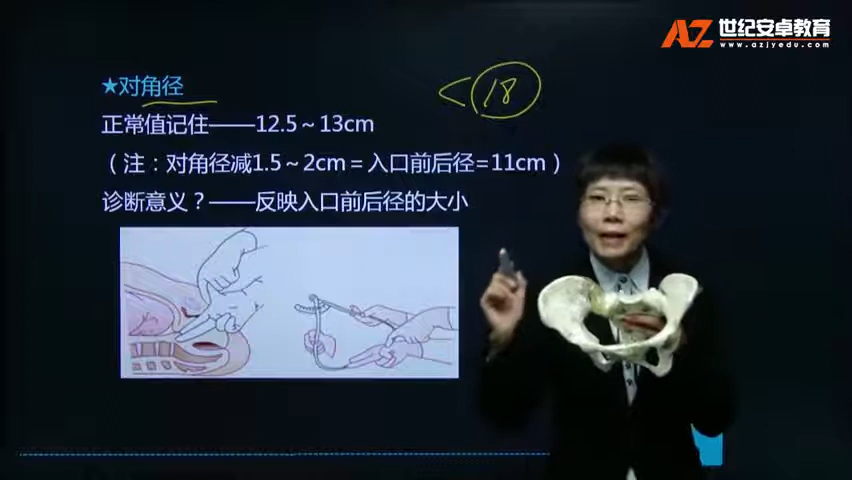 AZ 世纪安卓教育
www.azjyedu.com
★对角径
<18
正常值记住——12.5～13cm
（注：对角径减1.5～2cm＝入口前后径=11cm）
诊断意义？——反映入口前后径的大小